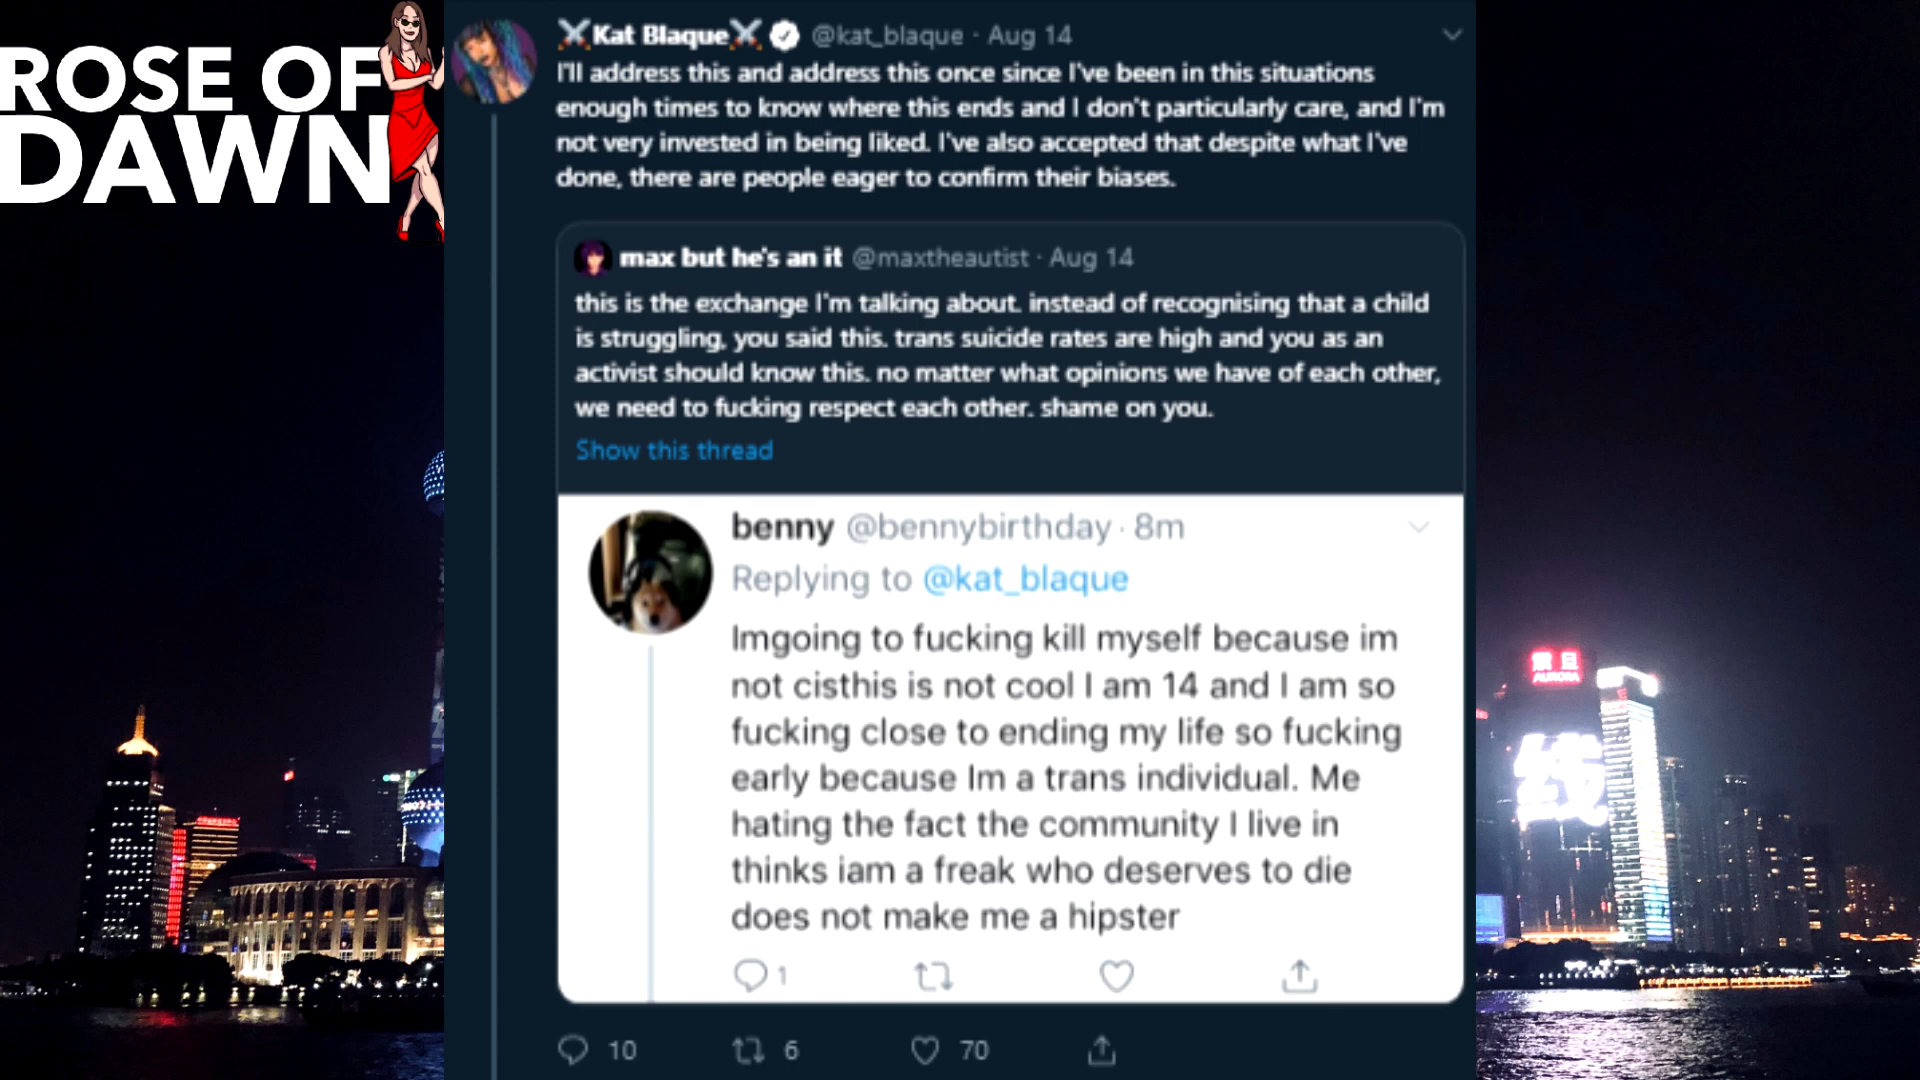 ROSE OF
DAWN
⚔Kat Blaque⚔ @kat_blaque · Aug 14
I'll address this and address this once since I've been in this situations
enough times to know where this ends and I don't particularly care, and I'm
not very invested in being liked. I've also accepted that despite what I've
done, there are people eager to confirm their biases.
max but he's an it @maxtheautist · Aug 14
this is the exchange I'm talking about. instead of recognising that a child
is struggling, you said this. trans suicide rates are high and you as an
activist should know this. no matter what opinions we have of each other,
we need to fucking respect each other. shame on you.
Show this thread
benny @bennybirthday · 8m
Replying to @kat_blaque
Imgoing to fucking kill myself because im
not cisthis is not cool I am 14 and I am so
fucking close to ending my life so fucking
early because Im a trans individual. Me
hating the fact the community I live in
thinks iam a freak who deserves to die
does not make me a hipster
1
10 6 70
震旦
AURORA